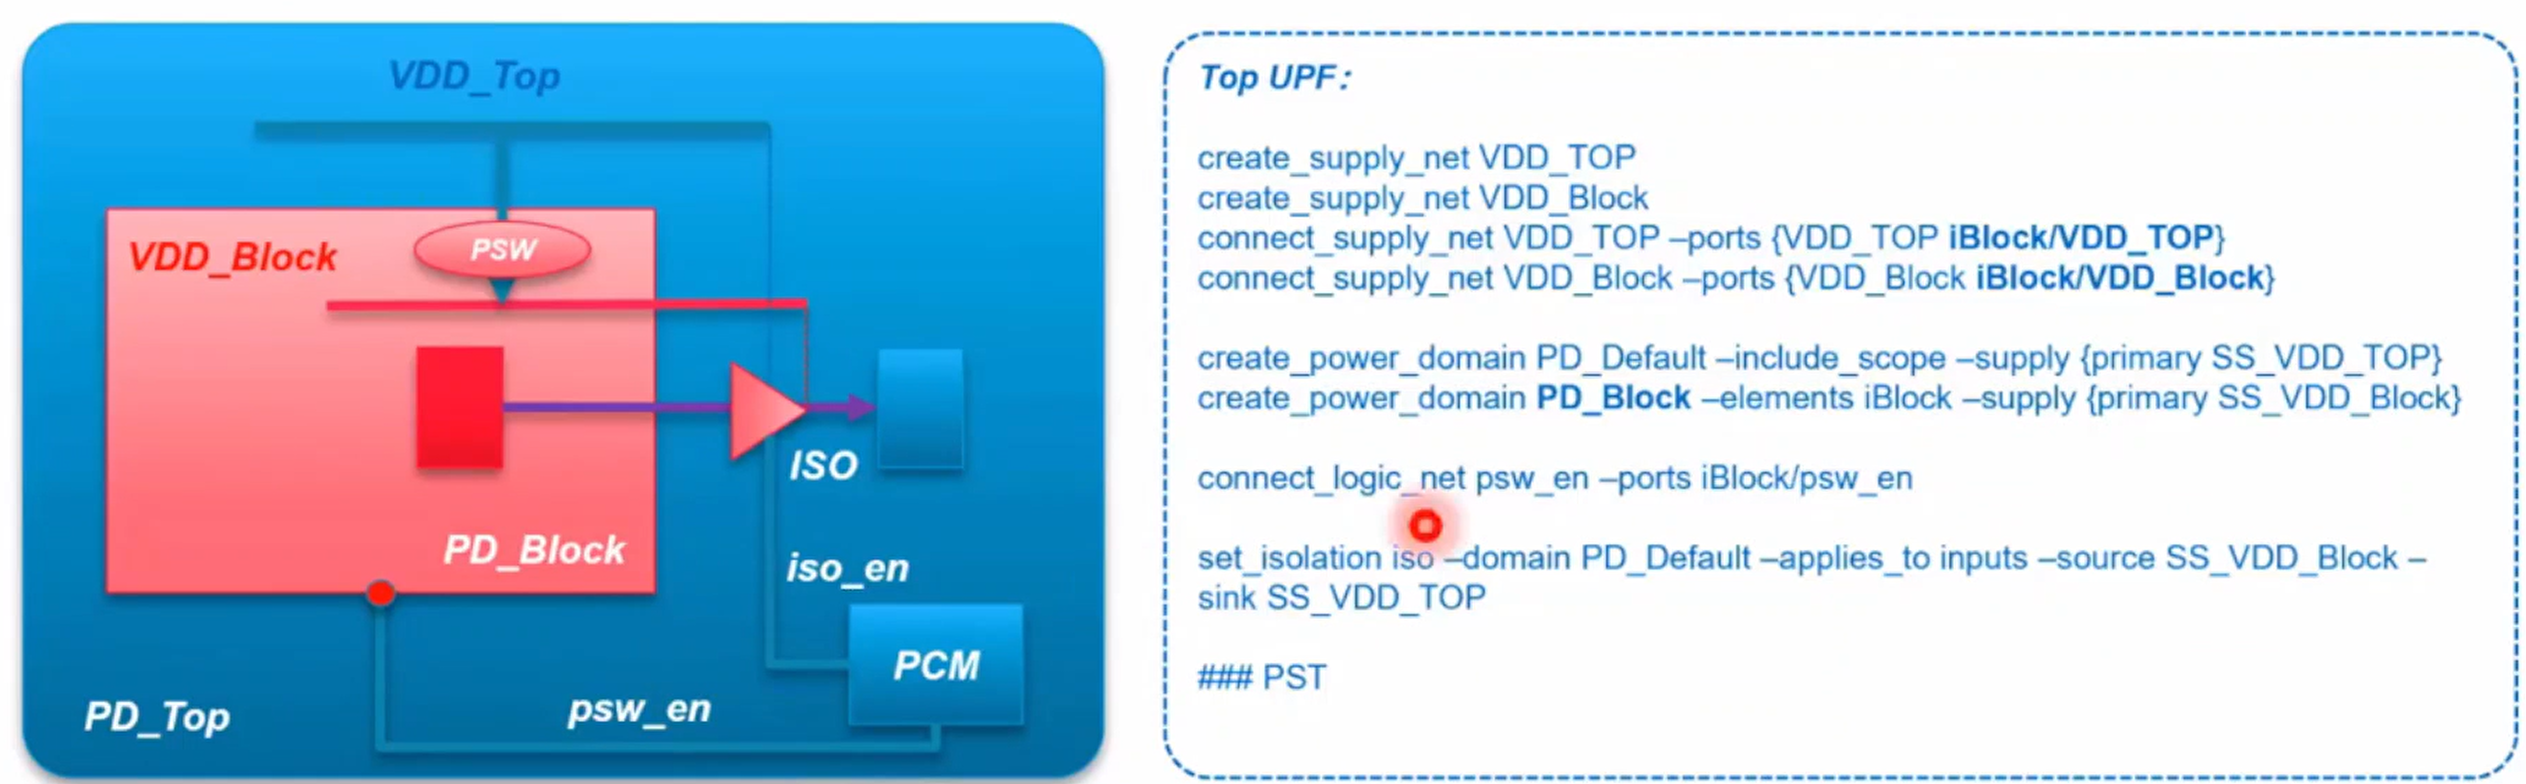 VDD_Top
VDD_Block
PSW
ISO
PD_Block
iso_en
PCM
psw_en
PD_Top
Top UPF:
create_supply_net VDD_TOP
create_supply_net VDD_Block
connect_supply_net VDD_TOP –ports {VDD_TOP iBlock/VDD_TOP}
connect_supply_net VDD_Block –ports {VDD_Block iBlock/VDD_Block}
create_power_domain PD_Default –include_scope –supply {primary SS_VDD_TOP}
create_power_domain PD_Block –elements iBlock –supply {primary SS_VDD_Block}
connect_logic_net psw_en –ports iBlock/psw_en
set_isolation iso –domain PD_Default –applies_to inputs –source SS_VDD_Block –
sink SS_VDD_TOP
### PST